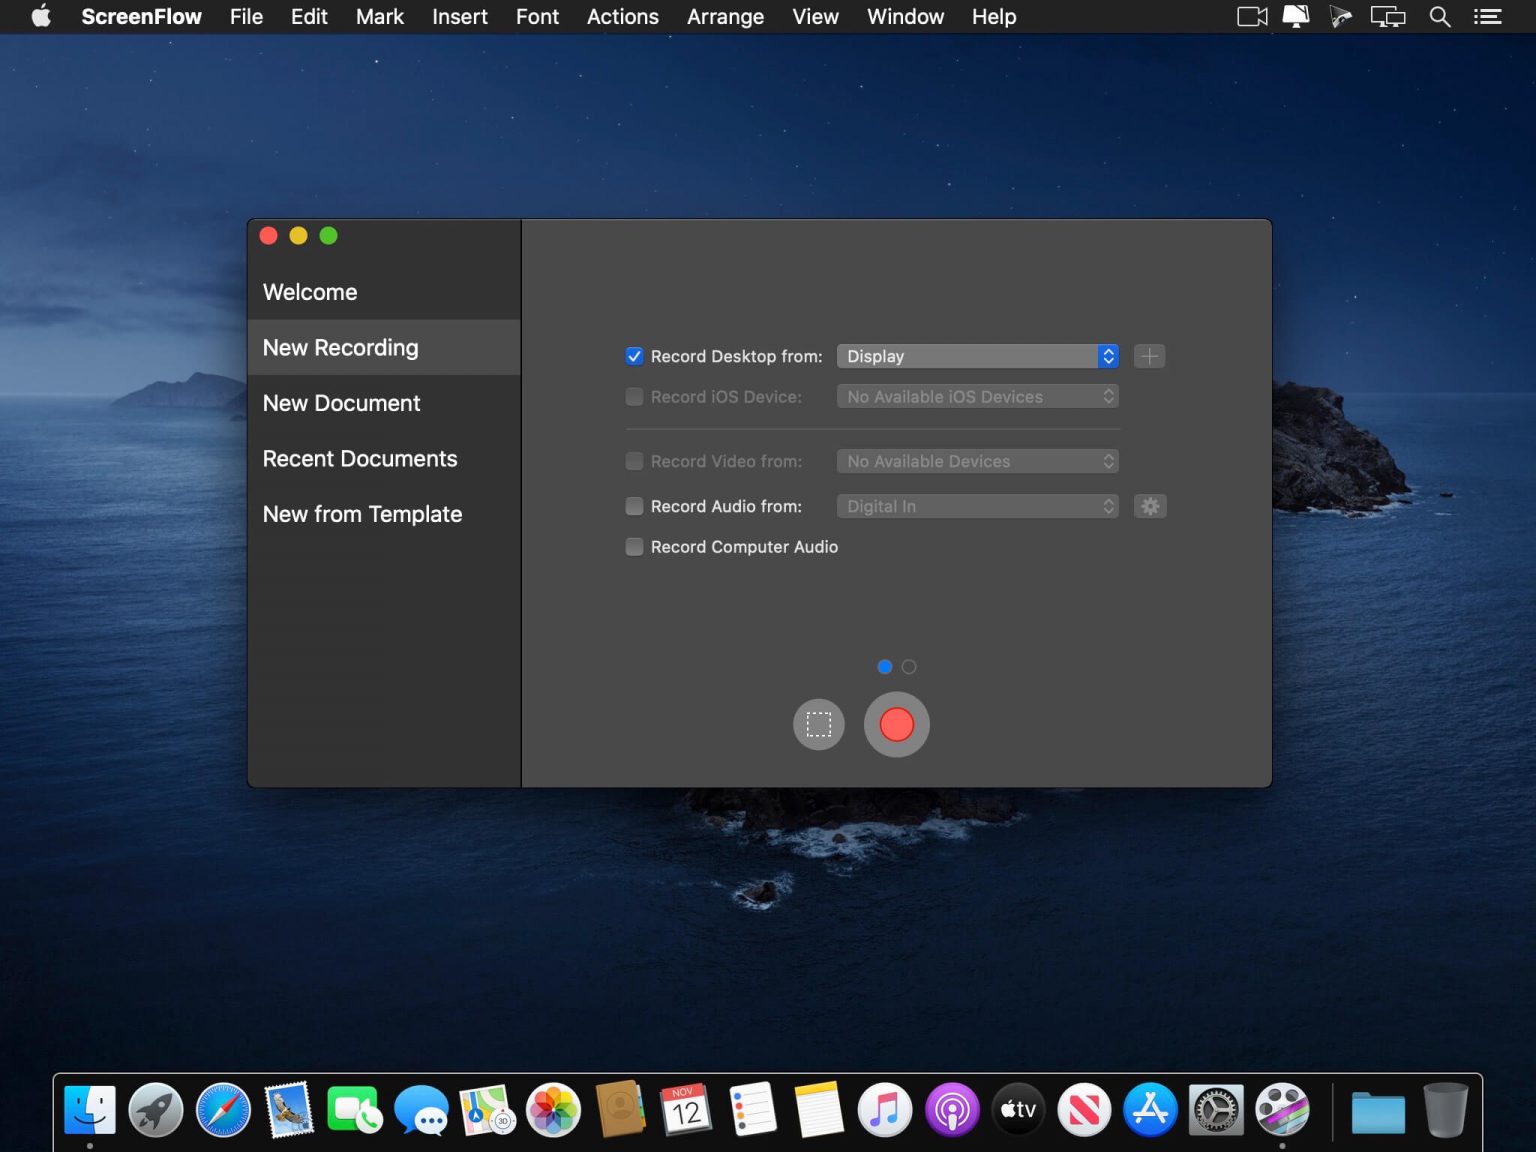 ScreenFlow File Edit Mark Insert Font Actions Arrange View Window Help
Welcome
New Recording
New Document
Recent Documents
New from Template
Record Desktop from: Display
Record iOS Device: No Available iOS Devices
Record Video from: No Available Devices
Record Audio from: Digital In
Record Computer Audio
NOV
12
3D
tv